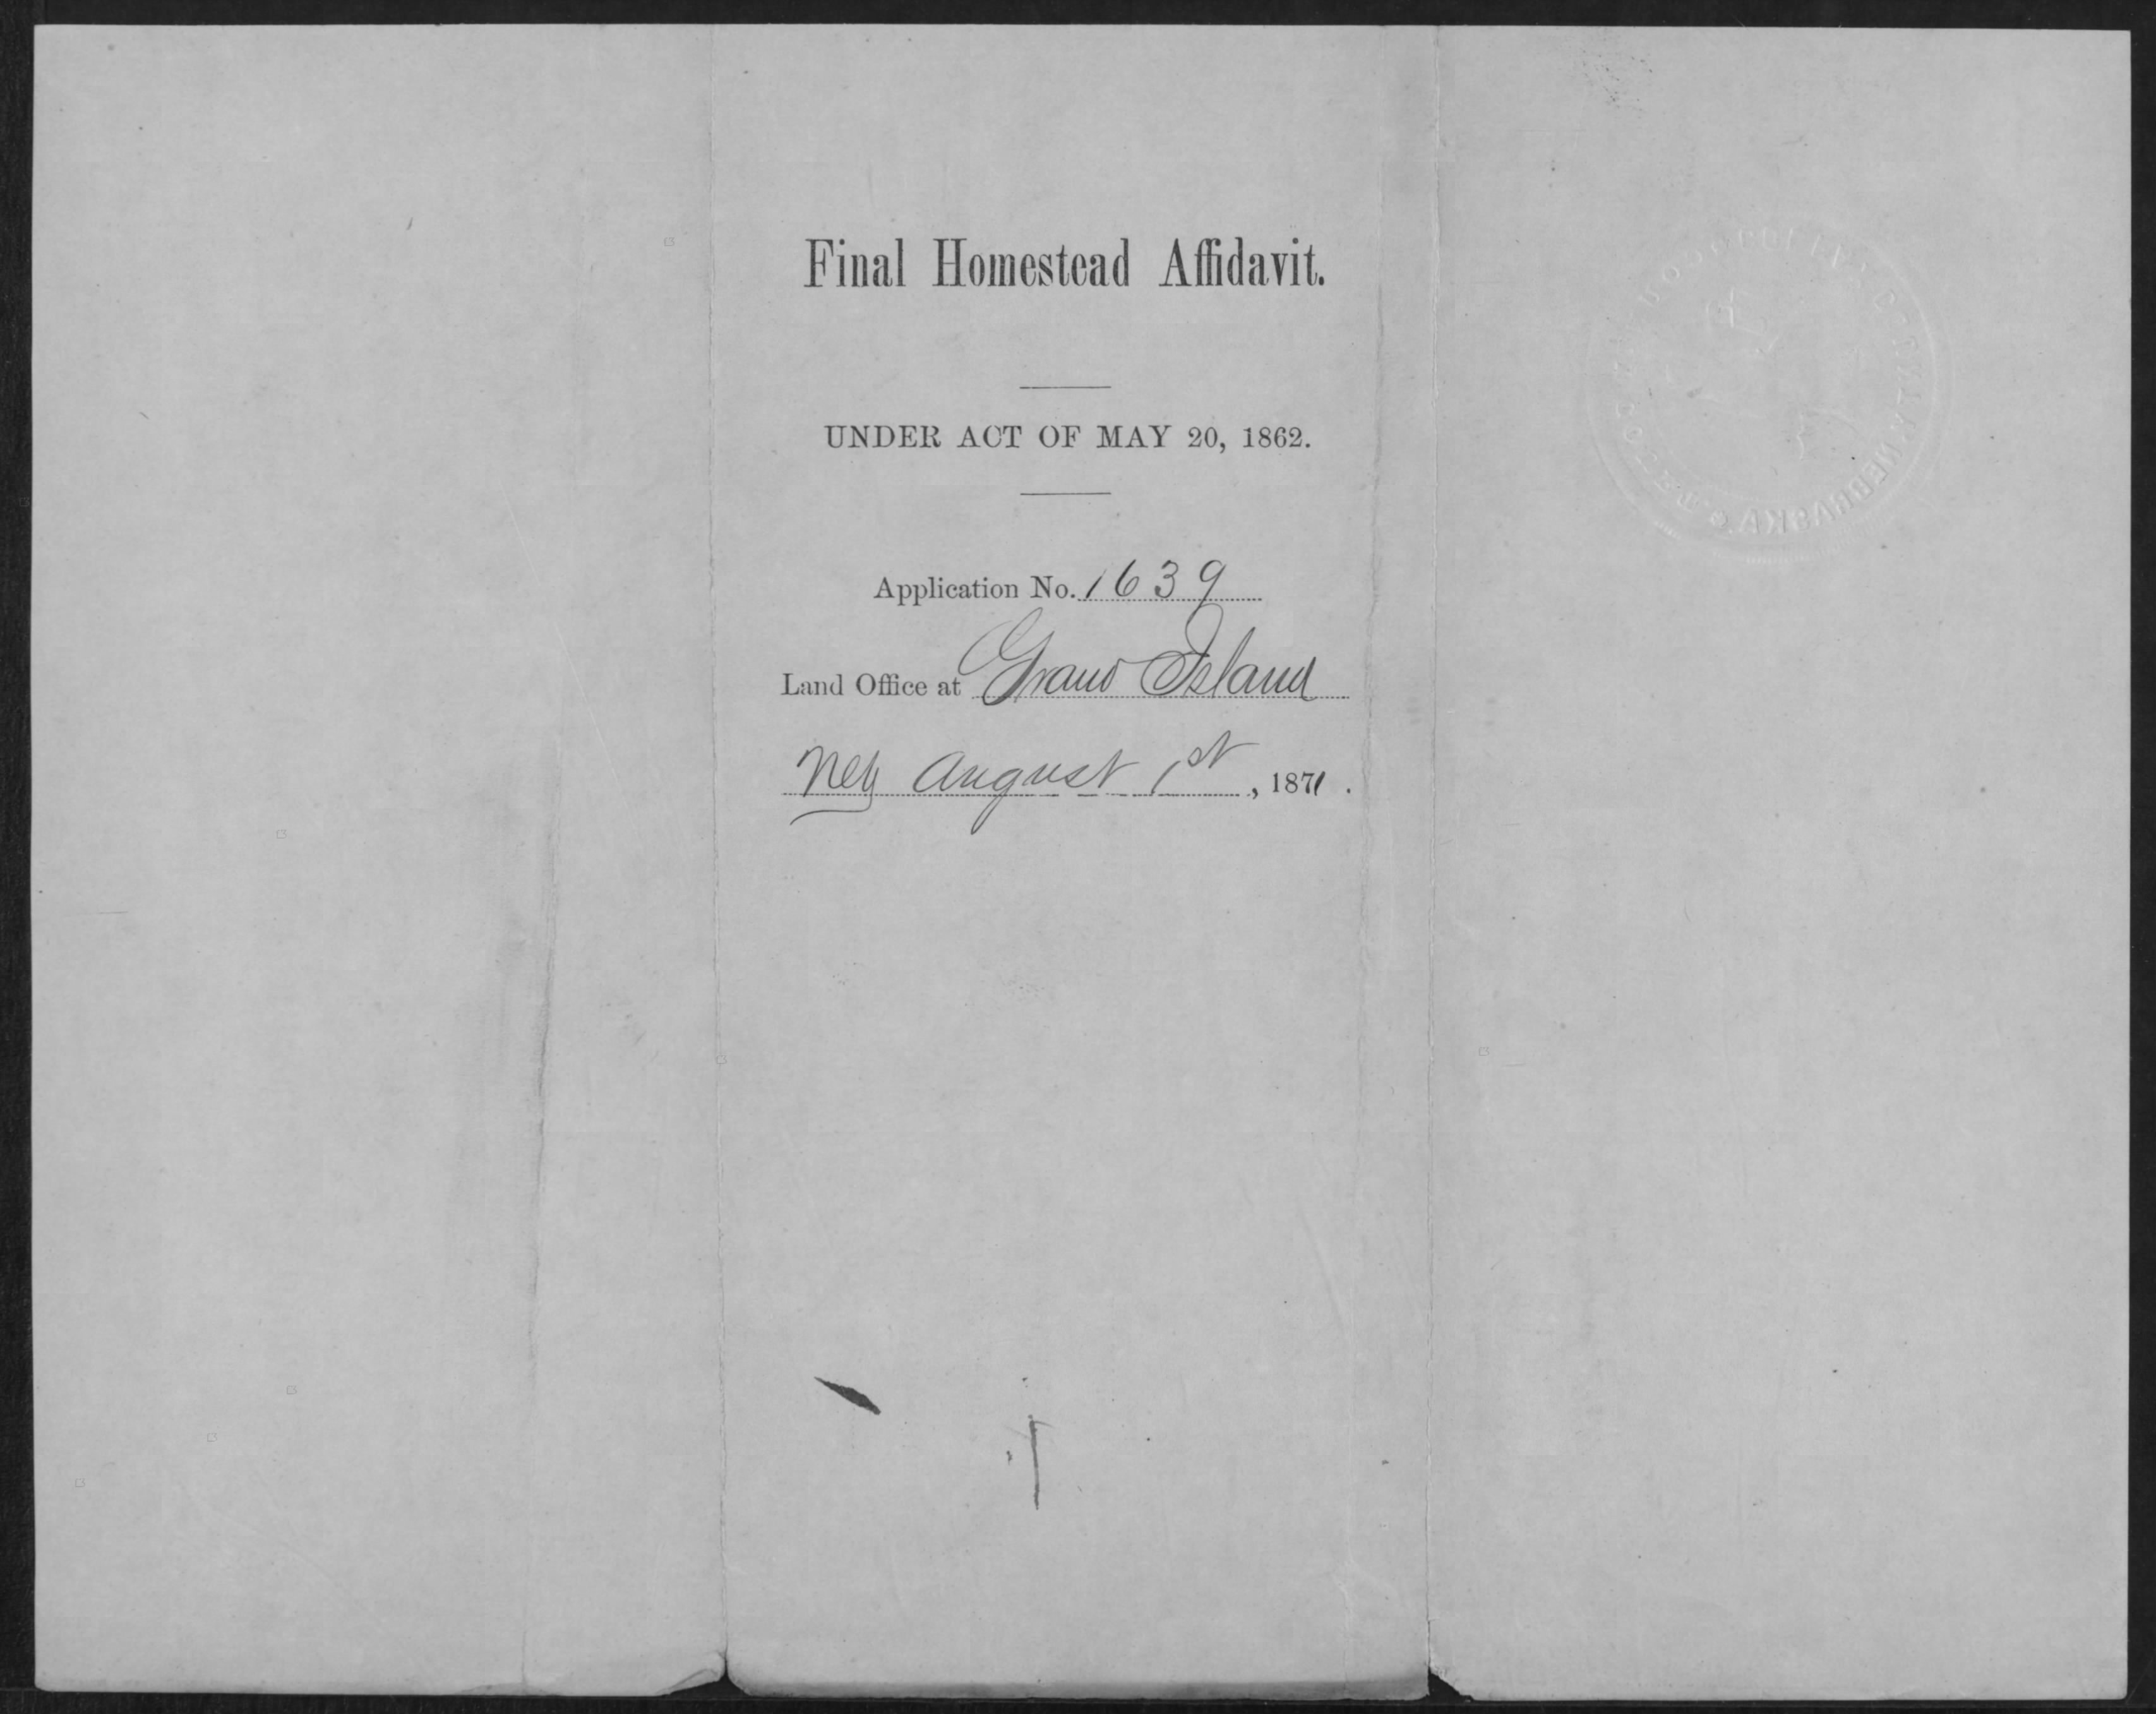 Final Homestead Affidavit.
UNDER ACT OF MAY 20, 1862.
Application No. 1639
Land Office at Grand Island
Neb August 1st, 1871.
NEBRASKA